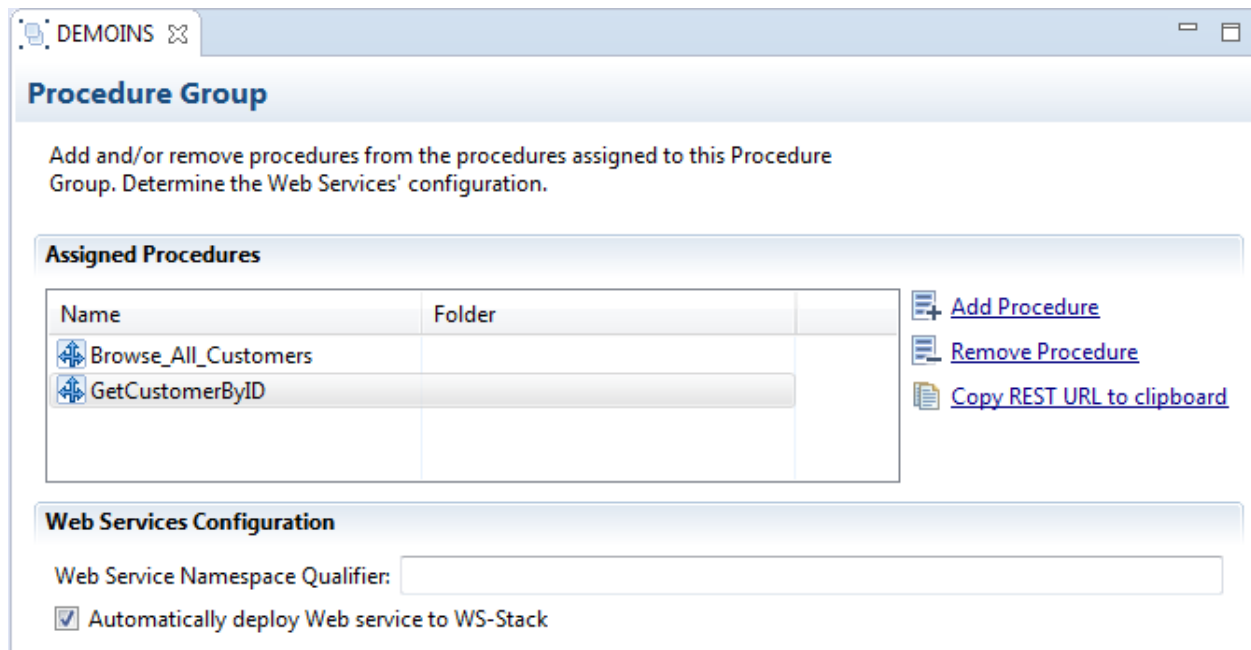 DEMOINS
Procedure Group
Add and/or remove procedures from the procedures assigned to this Procedure
Group. Determine the Web Services' configuration.
Assigned Procedures
Name Folder
Add Procedure
Browse_All_Customers
Remove Procedure
GetCustomerByID
Copy REST URL to clipboard
Web Services Configuration
Web Service Namespace Qualifier:
Automatically deploy Web service to WS-Stack